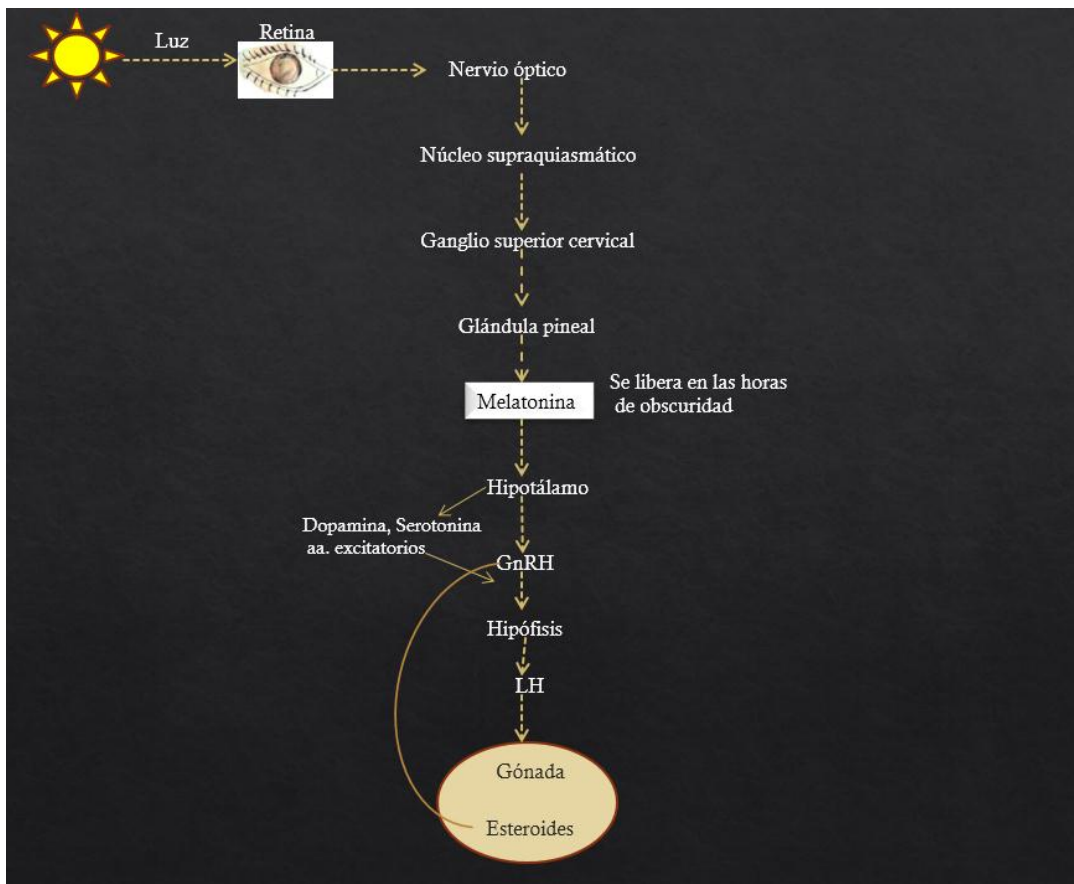 Luz
Retina
Nervio óptico
Núcleo supraquiasmático
Ganglio superior cervical
Glándula pineal
Melatonina
Se libera en las horas
de obscuridad
Hipotálamo
Dopamina, Serotonina
aa. excitatorios
GnRH
Hipófisis
LH
Gónada
Esteroides